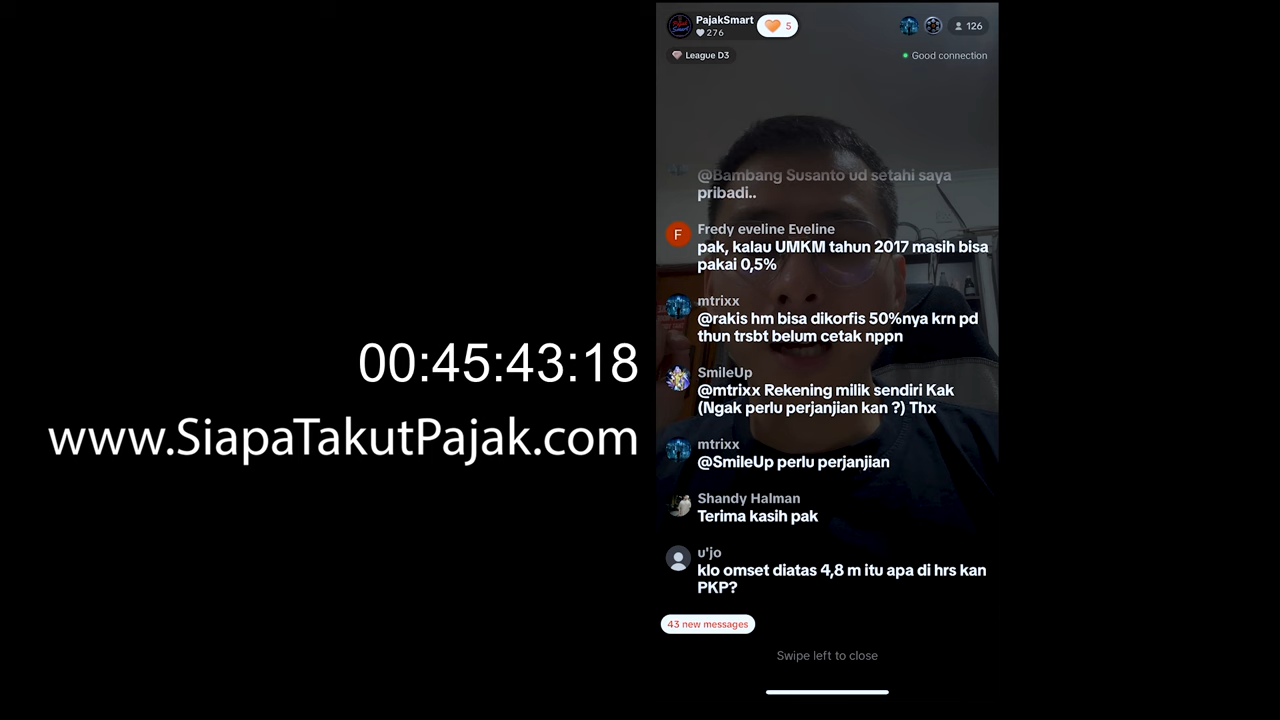 PajakSmart
276
5
126
League D3
Good connection
@Bambang Susanto ud setahi saya
pribadi..
F
Fredy eveline Eveline
pak, kalau UMKM tahun 2017 masih bisa
pakai 0,5%
mtrixx
@rakis hm bisa dikorfis 50%nya krn pd
thun trsbt belum cetak nppn
SmileUp
@mtrixx Rekening milik sendiri Kak
(Ngak perlu perjanjian kan ?) Thx
mtrixx
@SmileUp perlu perjanjian
Shandy Halman
Terima kasih pak
u'jo
klo omset diatas 4,8 m itu apa di hrs kan
PKP?
43 new messages
Swipe left to close
00:45:43:18
www.SiapaTakutPajak.com